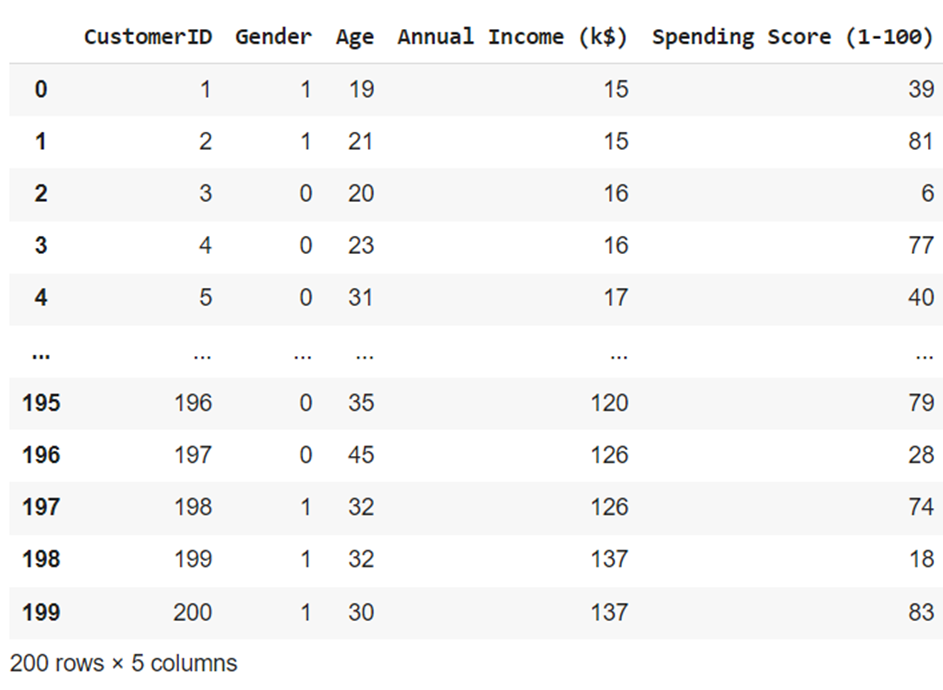 CustomerID Gender Age Annual Income (k$) Spending Score (1-100)
0 1 1 19 15 39
1 2 1 21 15 81
2 3 0 20 16 6
3 4 0 23 16 77
4 5 0 31 17 40
... ... ... ... ... ...
195 196 0 35 120 79
196 197 0 45 126 28
197 198 1 32 126 74
198 199 1 32 137 18
199 200 1 30 137 83
200 rows × 5 columns